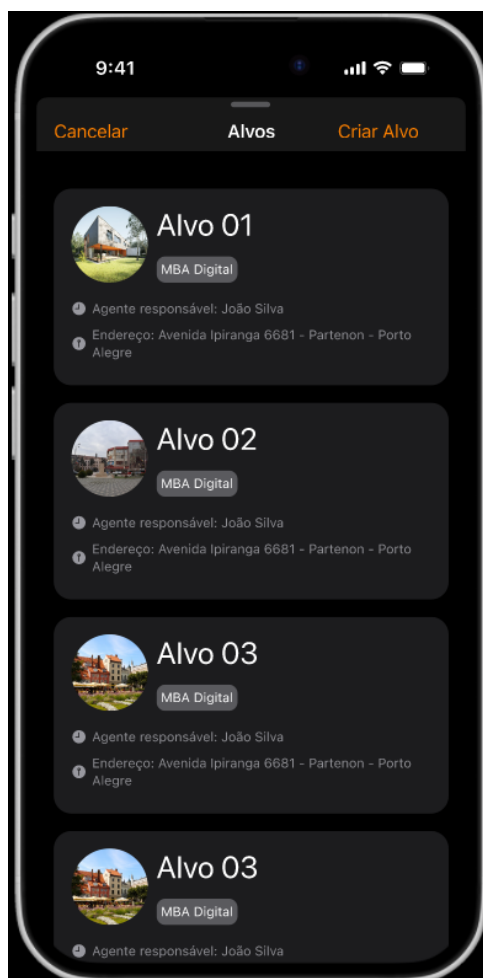 9:41
Cancelar Alvos Criar Alvo
Alvo 01
MBA Digital
Agente responsável: João Silva
Endereço: Avenida Ipiranga 6681 - Partenon - Porto
Alegre
Alvo 02
MBA Digital
Agente responsável: João Silva
Endereço: Avenida Ipiranga 6681 - Partenon - Porto
Alegre
Alvo 03
MBA Digital
Agente responsável: João Silva
Endereço: Avenida Ipiranga 6681 - Partenon - Porto
Alegre
Alvo 03
MBA Digital
Agente responsável: João Silva